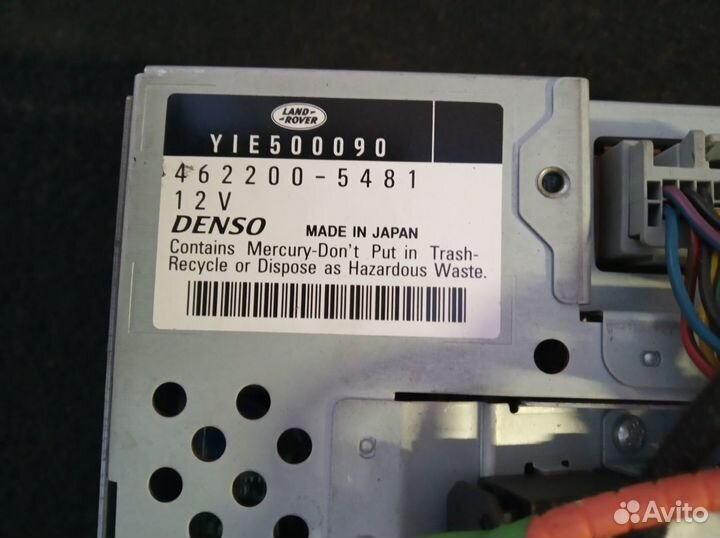 LAND-
-ROVER
YIE500090
462200-5481
12V
DENSO MADE IN JAPAN
Contains Mercury-Don't Put in Trash-
Recycle or Dispose as Hazardous Waste.
Avito